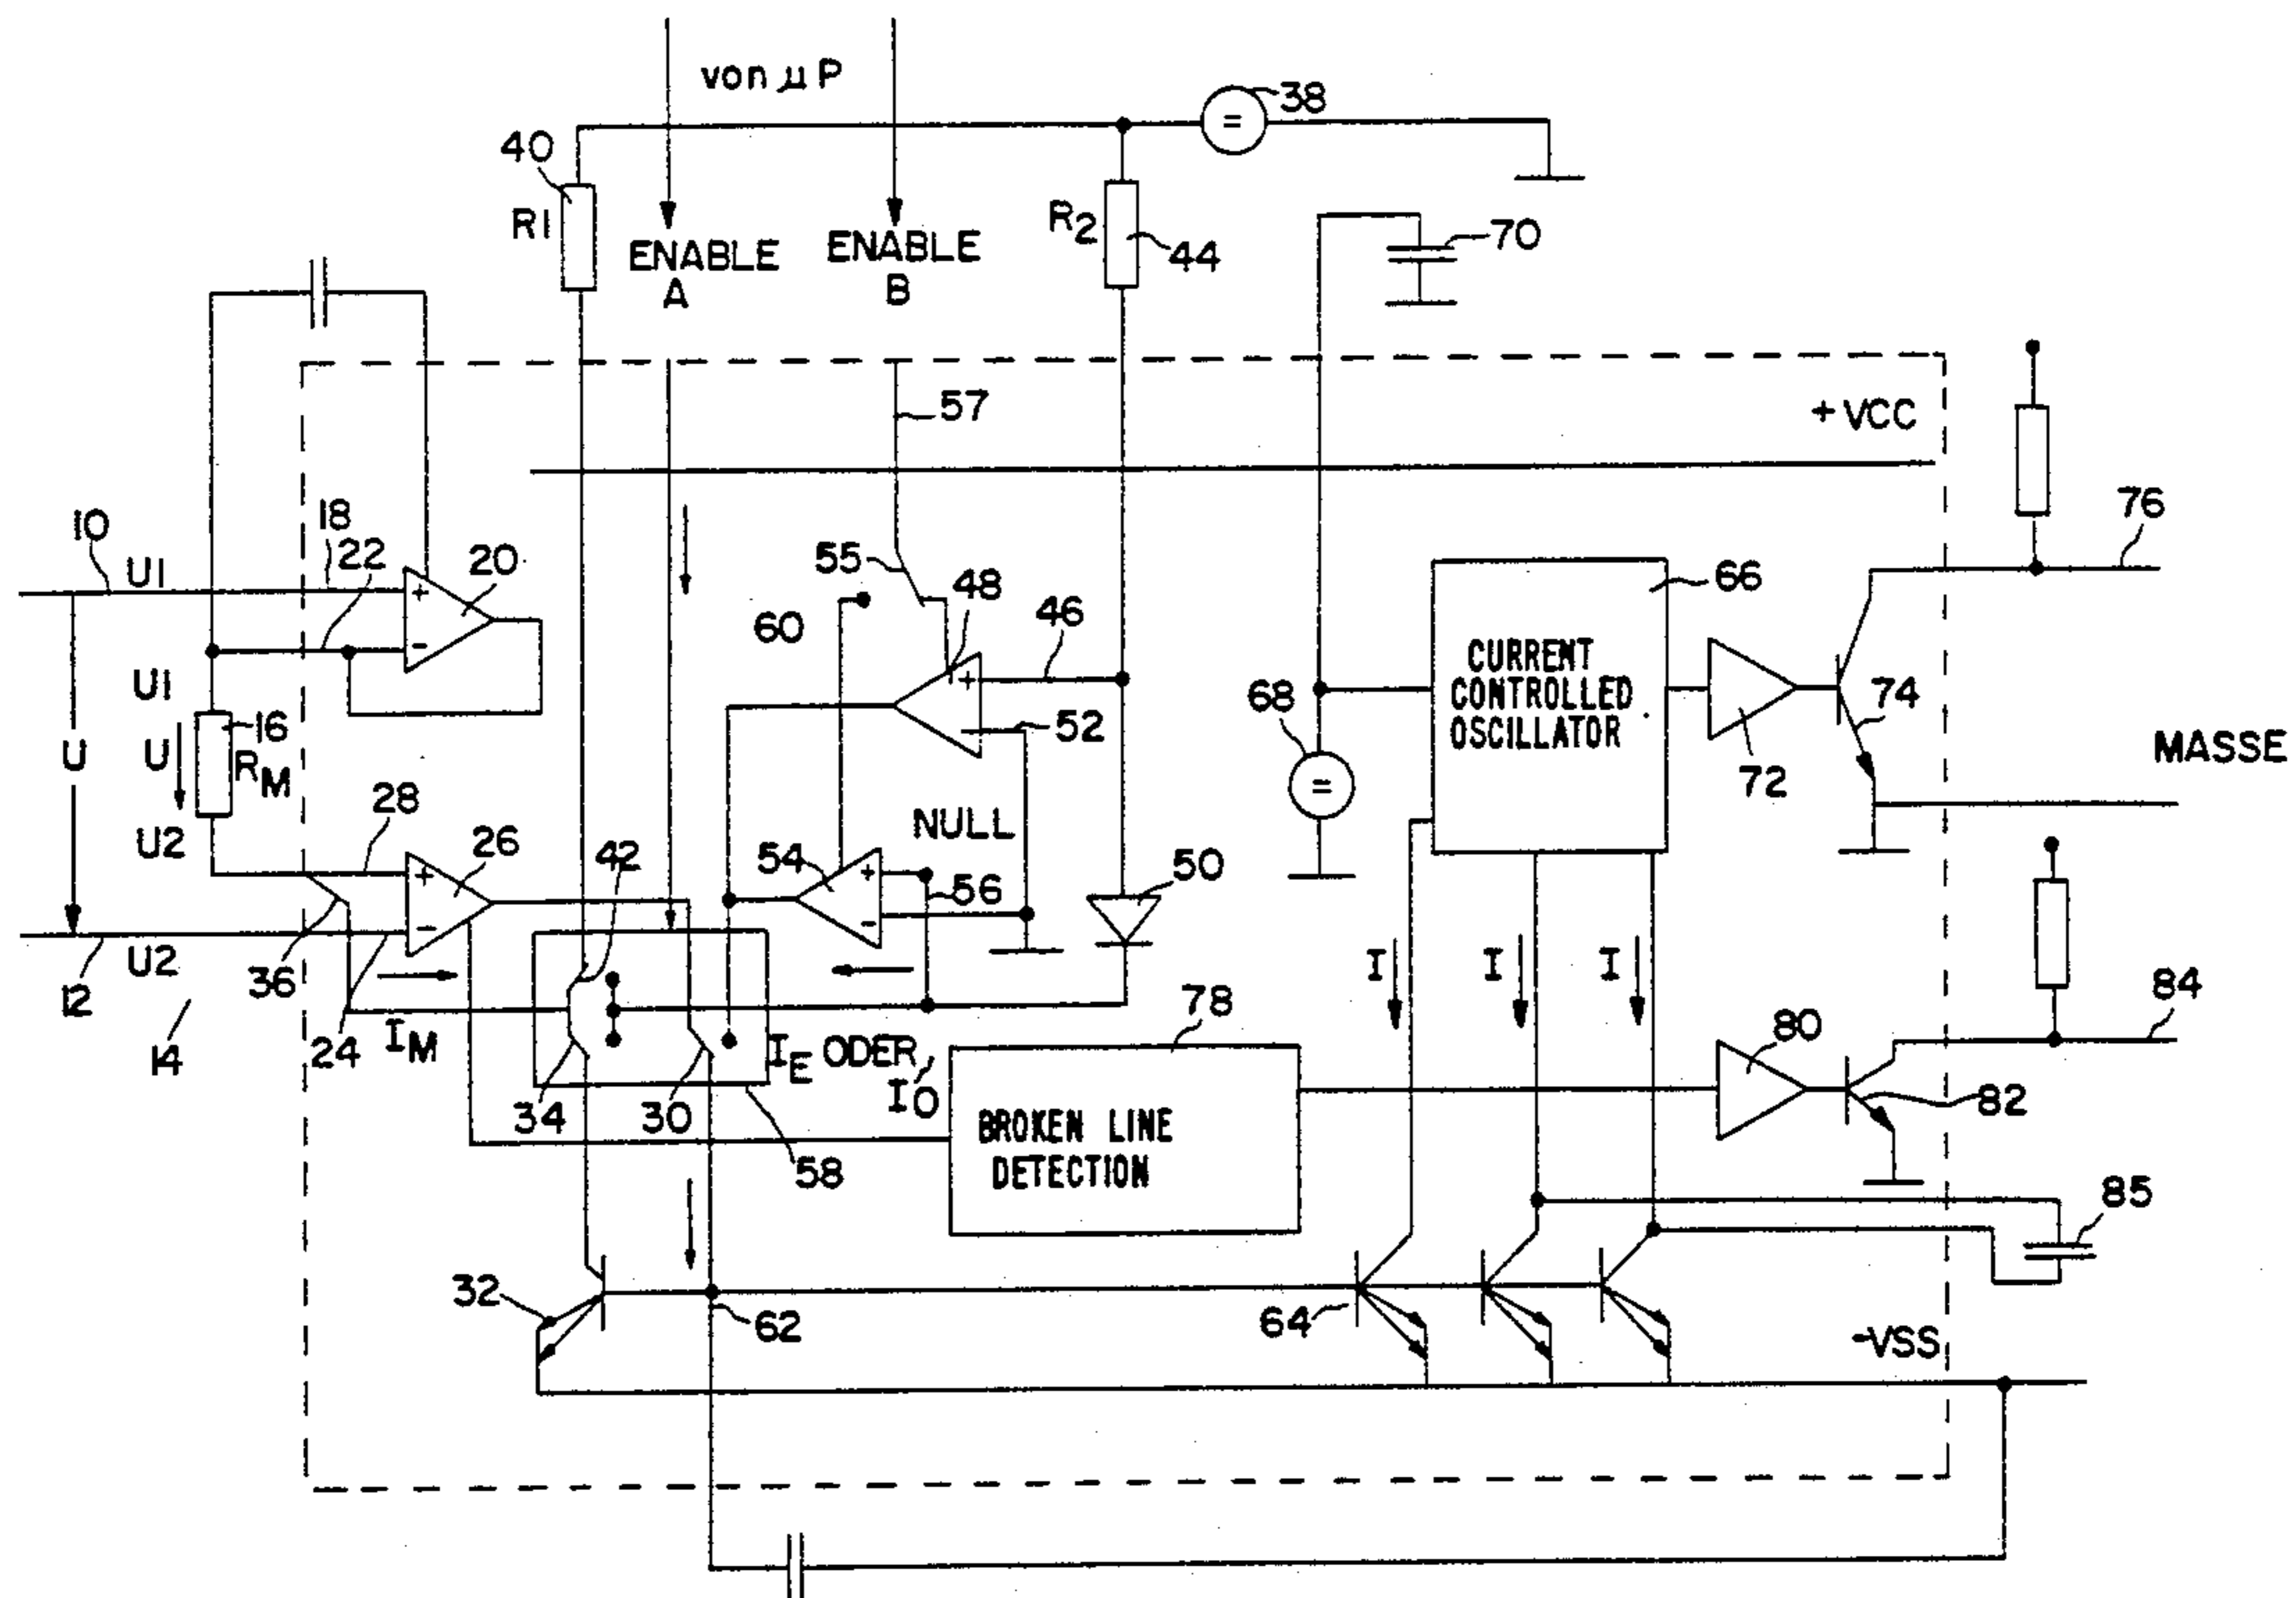 von µP
38
40
R1
ENABLE
A
ENABLE
B
R2
44
70
57
+VCC
10
U1
18
22
20
55
48
60
46
66
76
U1
16
U
U
RM
52
68
CURRENT
CONTROLLED
OSCILLATOR
74
72
MASSE
28
U2
26
42
54
NULL
56
50
+
-
+
-
+
+
-
=
=
12
U2
36
14
24
IM
34
30
58
IE ODER,
I'O
78
I
I
I
BROKEN LINE
DETECTION
80
84
82
85
32
62
64
-VSS